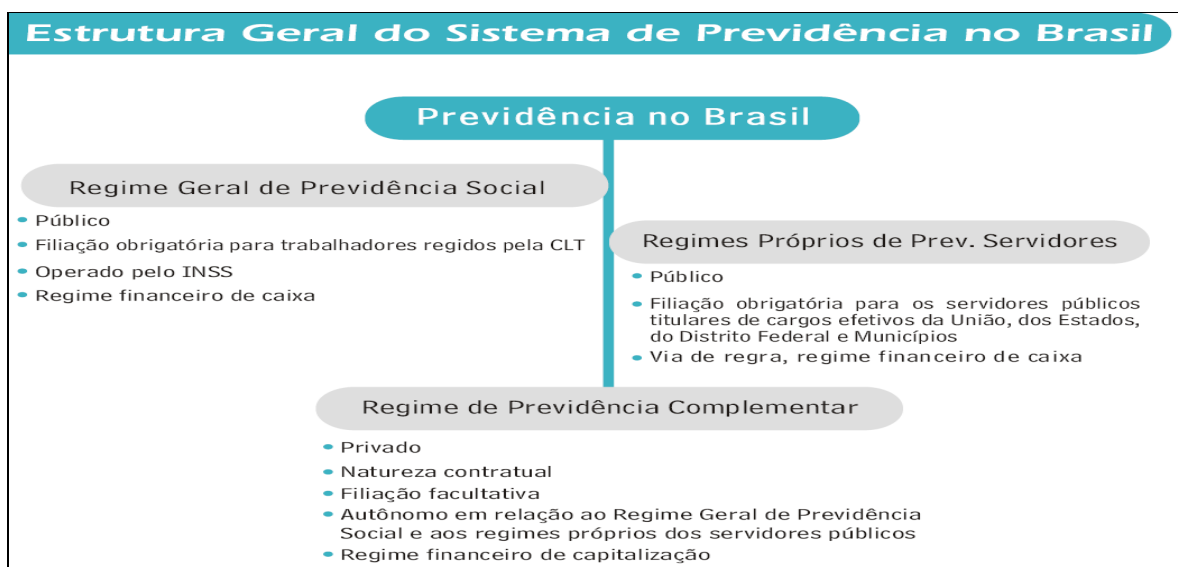 Estrutura Geral do Sistema de Previdência no Brasil
Previdência no Brasil
Regime Geral de Previdência Social
• Público
• Filiação obrigatória para trabalhadores regidos pela CLT
• Operado pelo INSS
• Regime financeiro de caixa
Regimes Próprios de Prev. Servidores
• Público
• Filiação obrigatória para os servidores públicos
titulares de cargos efetivos da União, dos Estados,
do Distrito Federal e Municípios
• Via de regra, regime financeiro de caixa
Regime de Previdência Complementar
• Privado
• Natureza contratual
• Filiação facultativa
• Autônomo em relação ao Regime Geral de Previdência
Social e aos regimes próprios dos servidores públicos
• Regime financeiro de capitalização